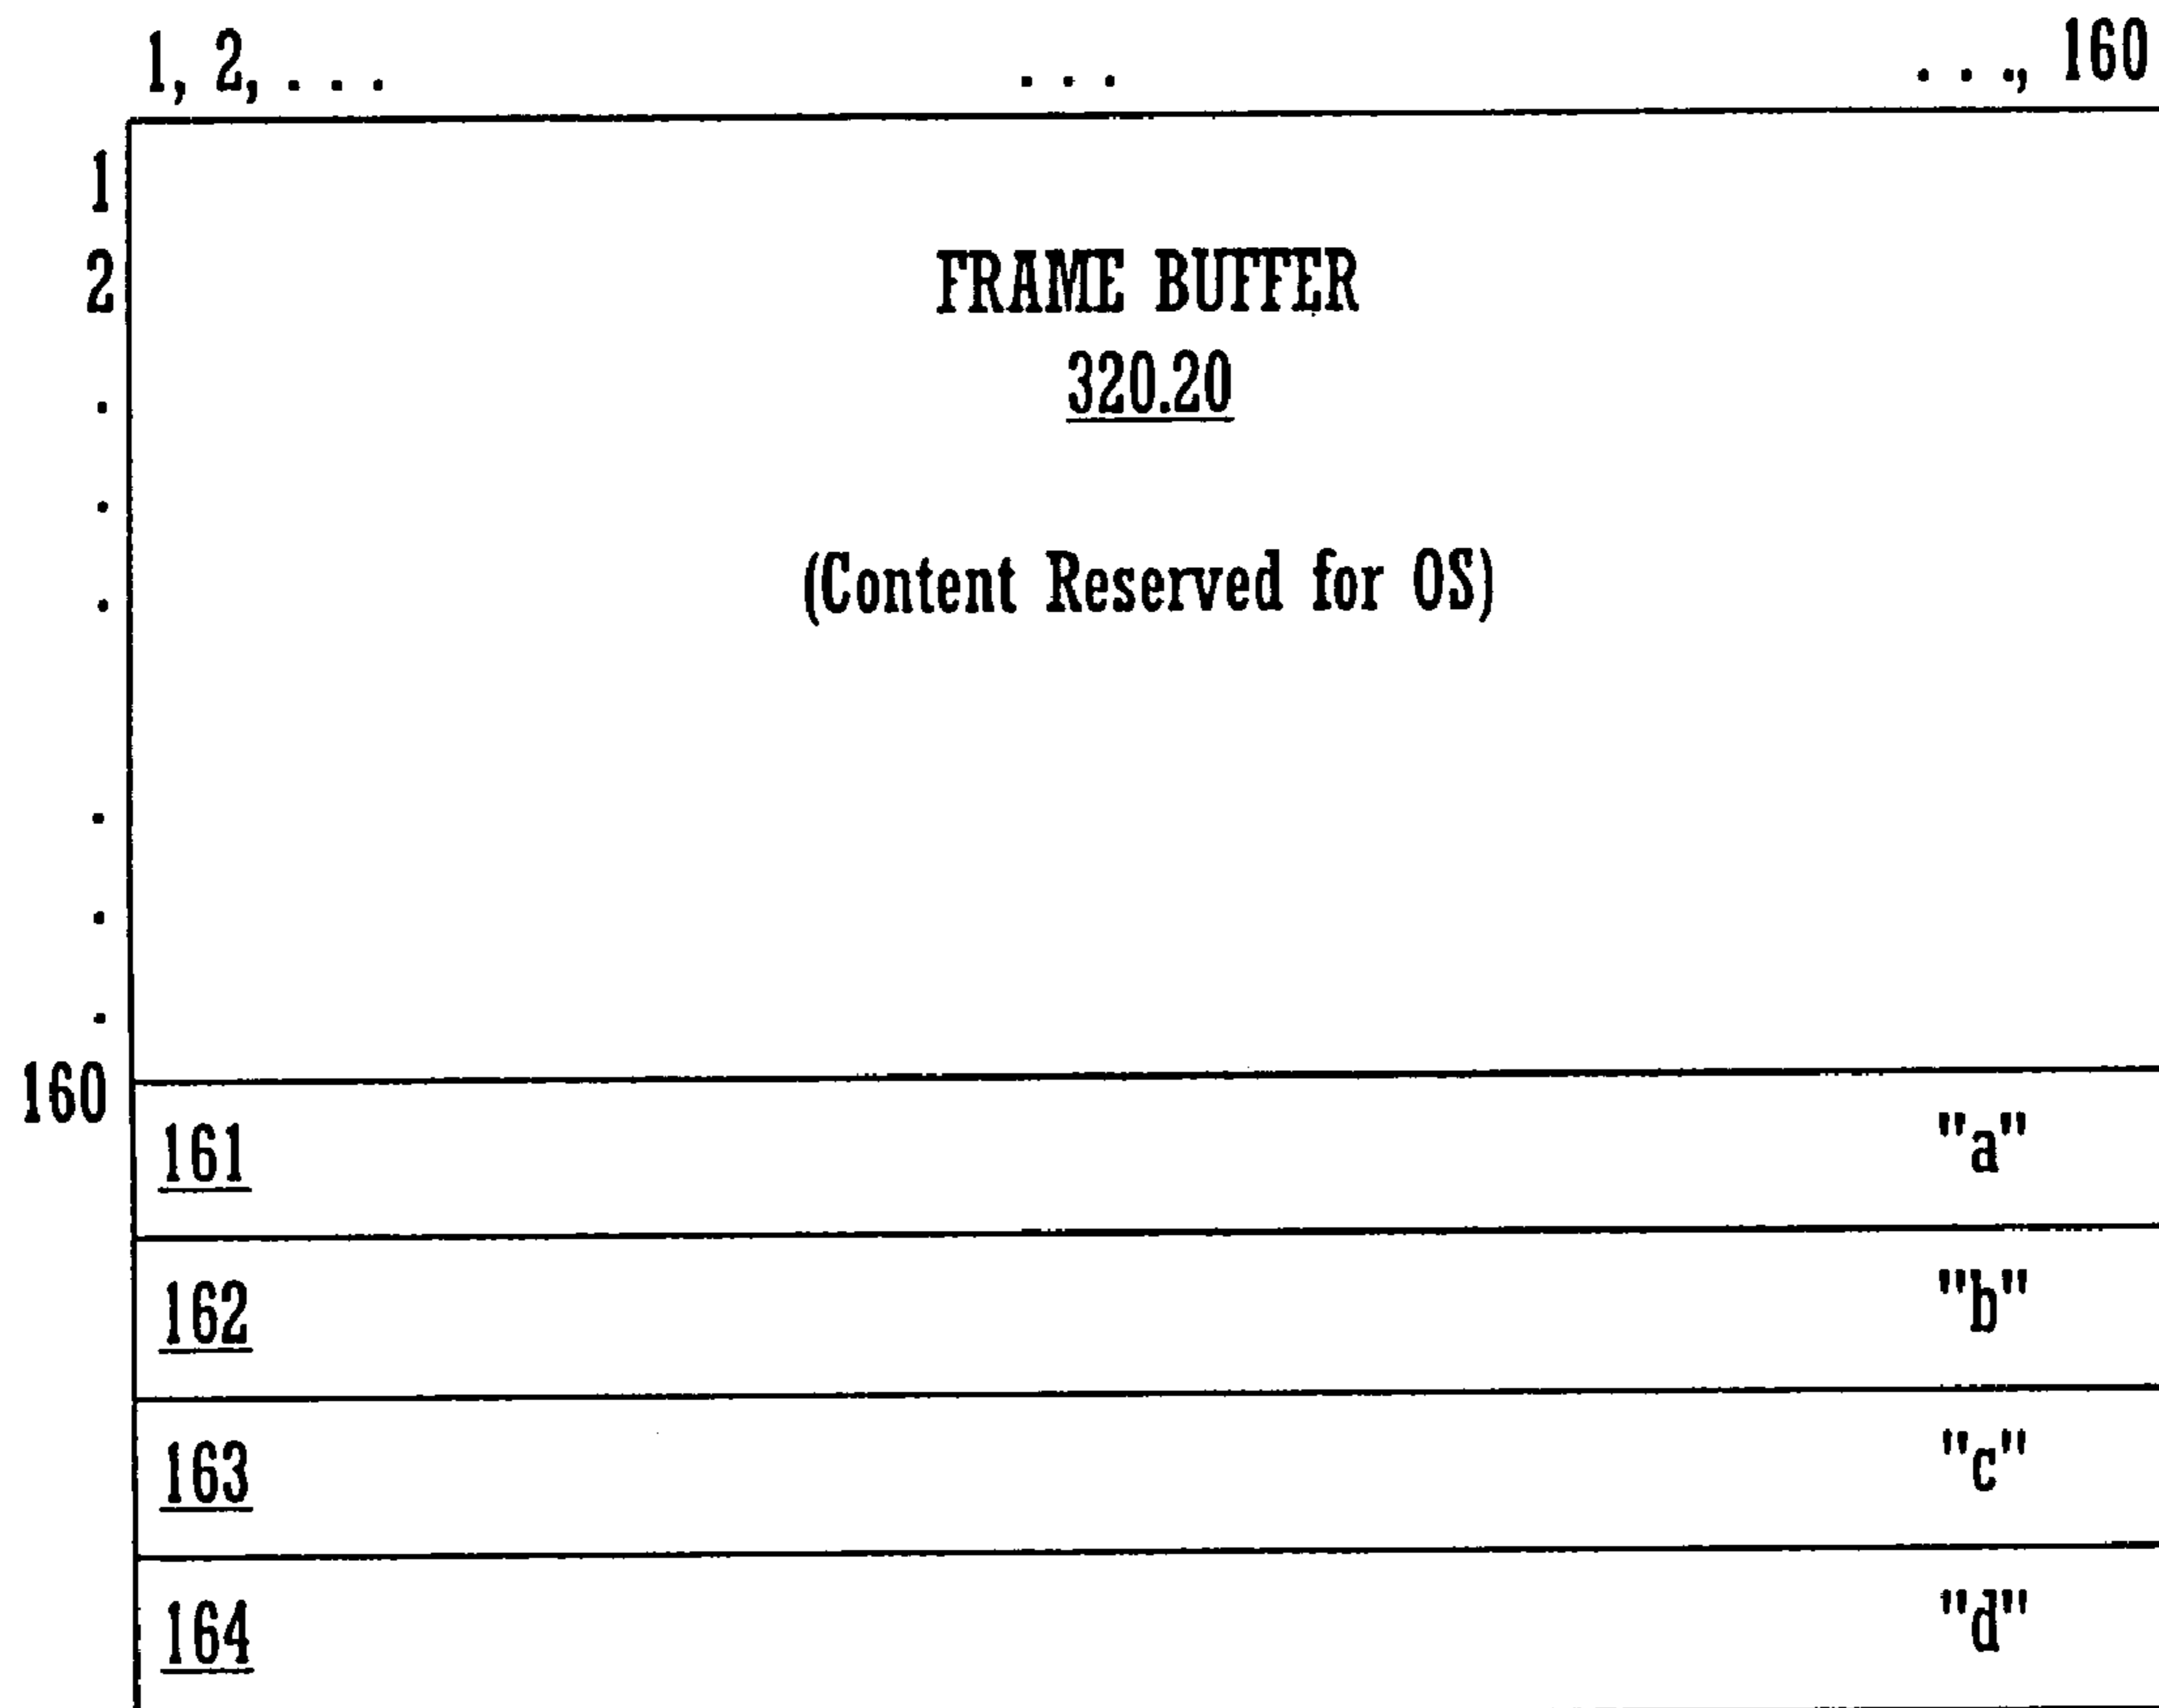 1, 2, . . . . . . . . ., 160
1
2
FRAME BUFFER
320.20
.
.
(Content Reserved for OS)
.
.
.
.
160
161 "a"
162 "b"
163 "c"
164 "d"